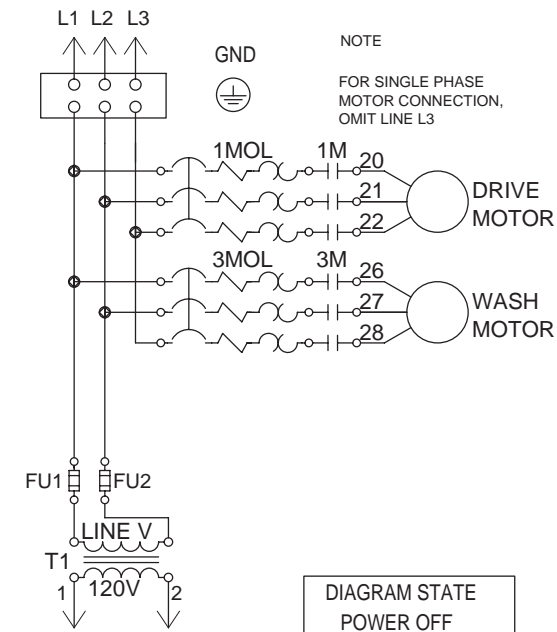 L1 L2 L3
GND
NOTE
FOR SINGLE PHASE
MOTOR CONNECTION,
OMIT LINE L3
1MOL
1M
20
21
22
DRIVE
MOTOR
3MOL
3M
26
27
28
WASH
MOTOR
FU1
FU2
LINE V
T1
120V
1
2
DIAGRAM STATE
POWER OFF